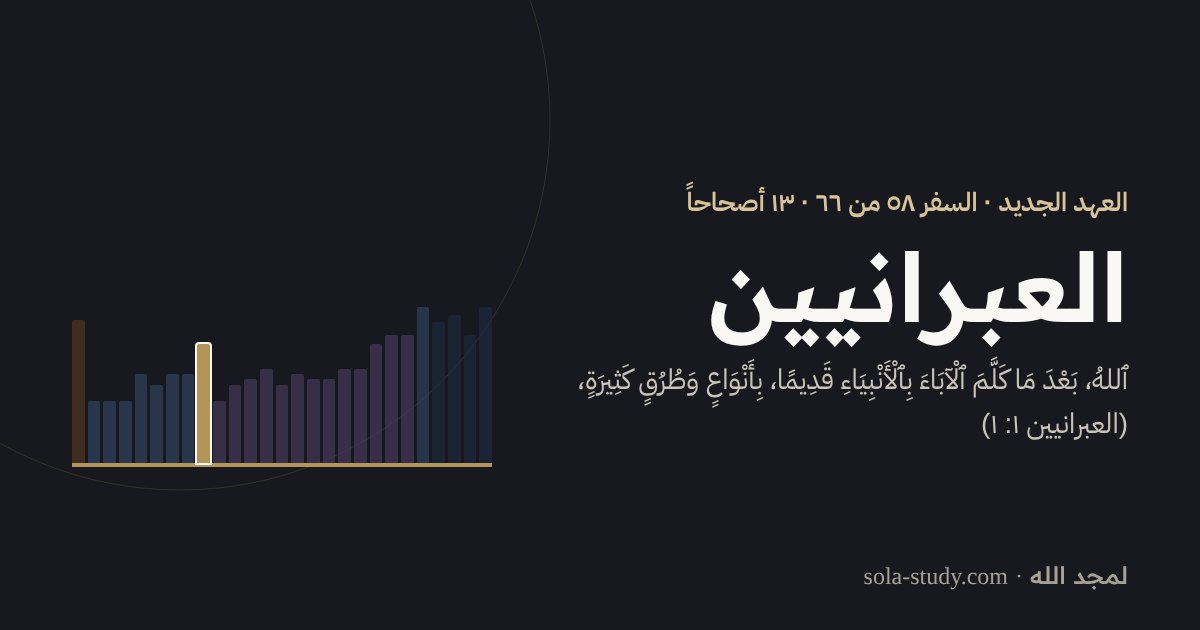 العهد الجديد · السفر ٥٨ من ٦٦ · ١٣ أصحاحاً
العبرانيين
ٱللهُ، بَعْدَ مَا كَلَّمَ ٱلْآبَاءَ بِٱلْأَنْبِيَاءِ قَدِيمًا، بِأَنْوَاعٍ وَطُرُقٍ كَثِيرَةٍ،
(العبرانيين ١: ١)
لمجد الله · sola-study.com